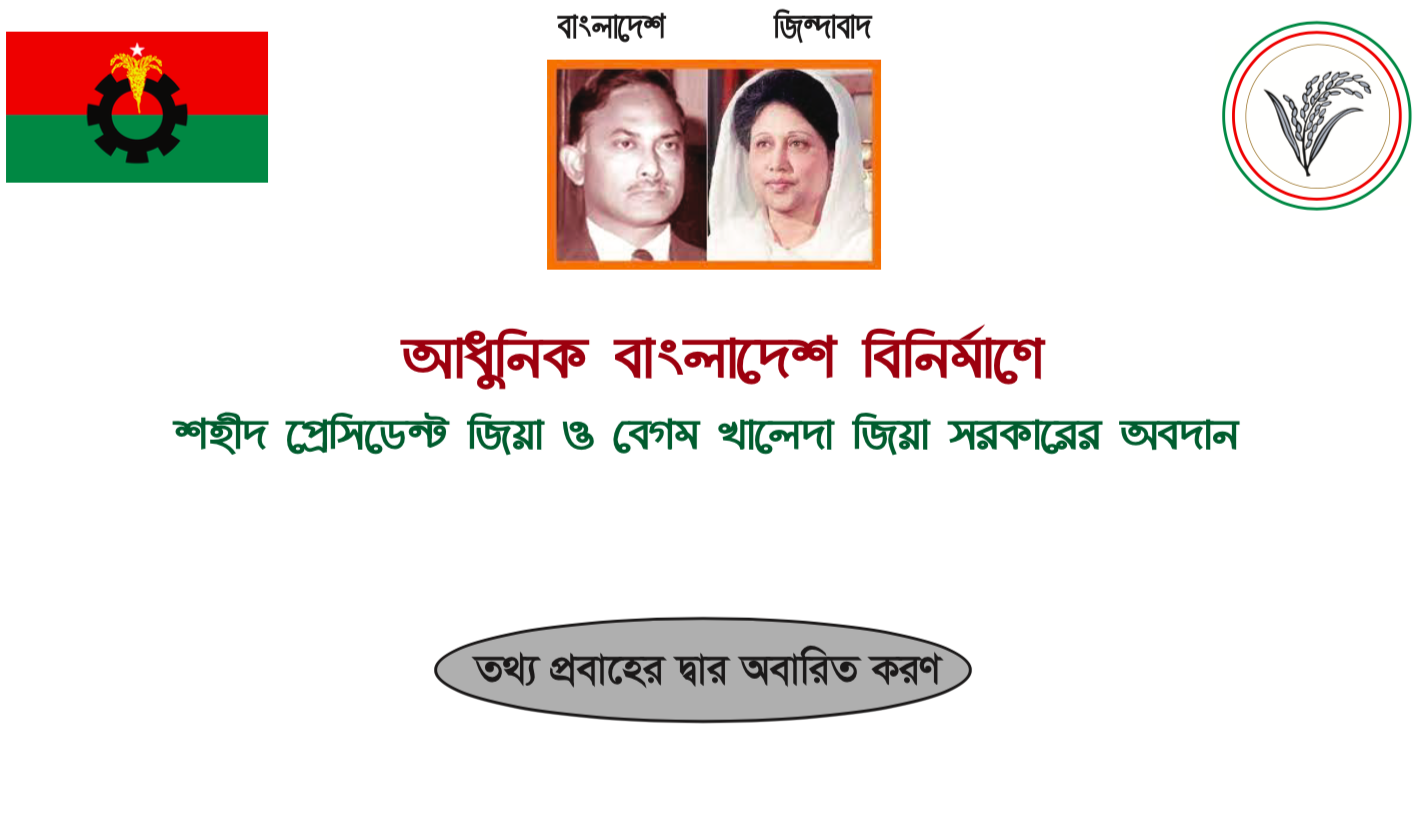 বাংলাদেশ জিন্দাবাদ
আধুনিক বাংলাদেশ বিনির্মাণে
শহীদ প্রেসিডেন্ট জিয়া ও বেগম খালেদা জিয়া সরকারের অবদান
তথ্য প্রবাহের দ্বার অবারিত করণ